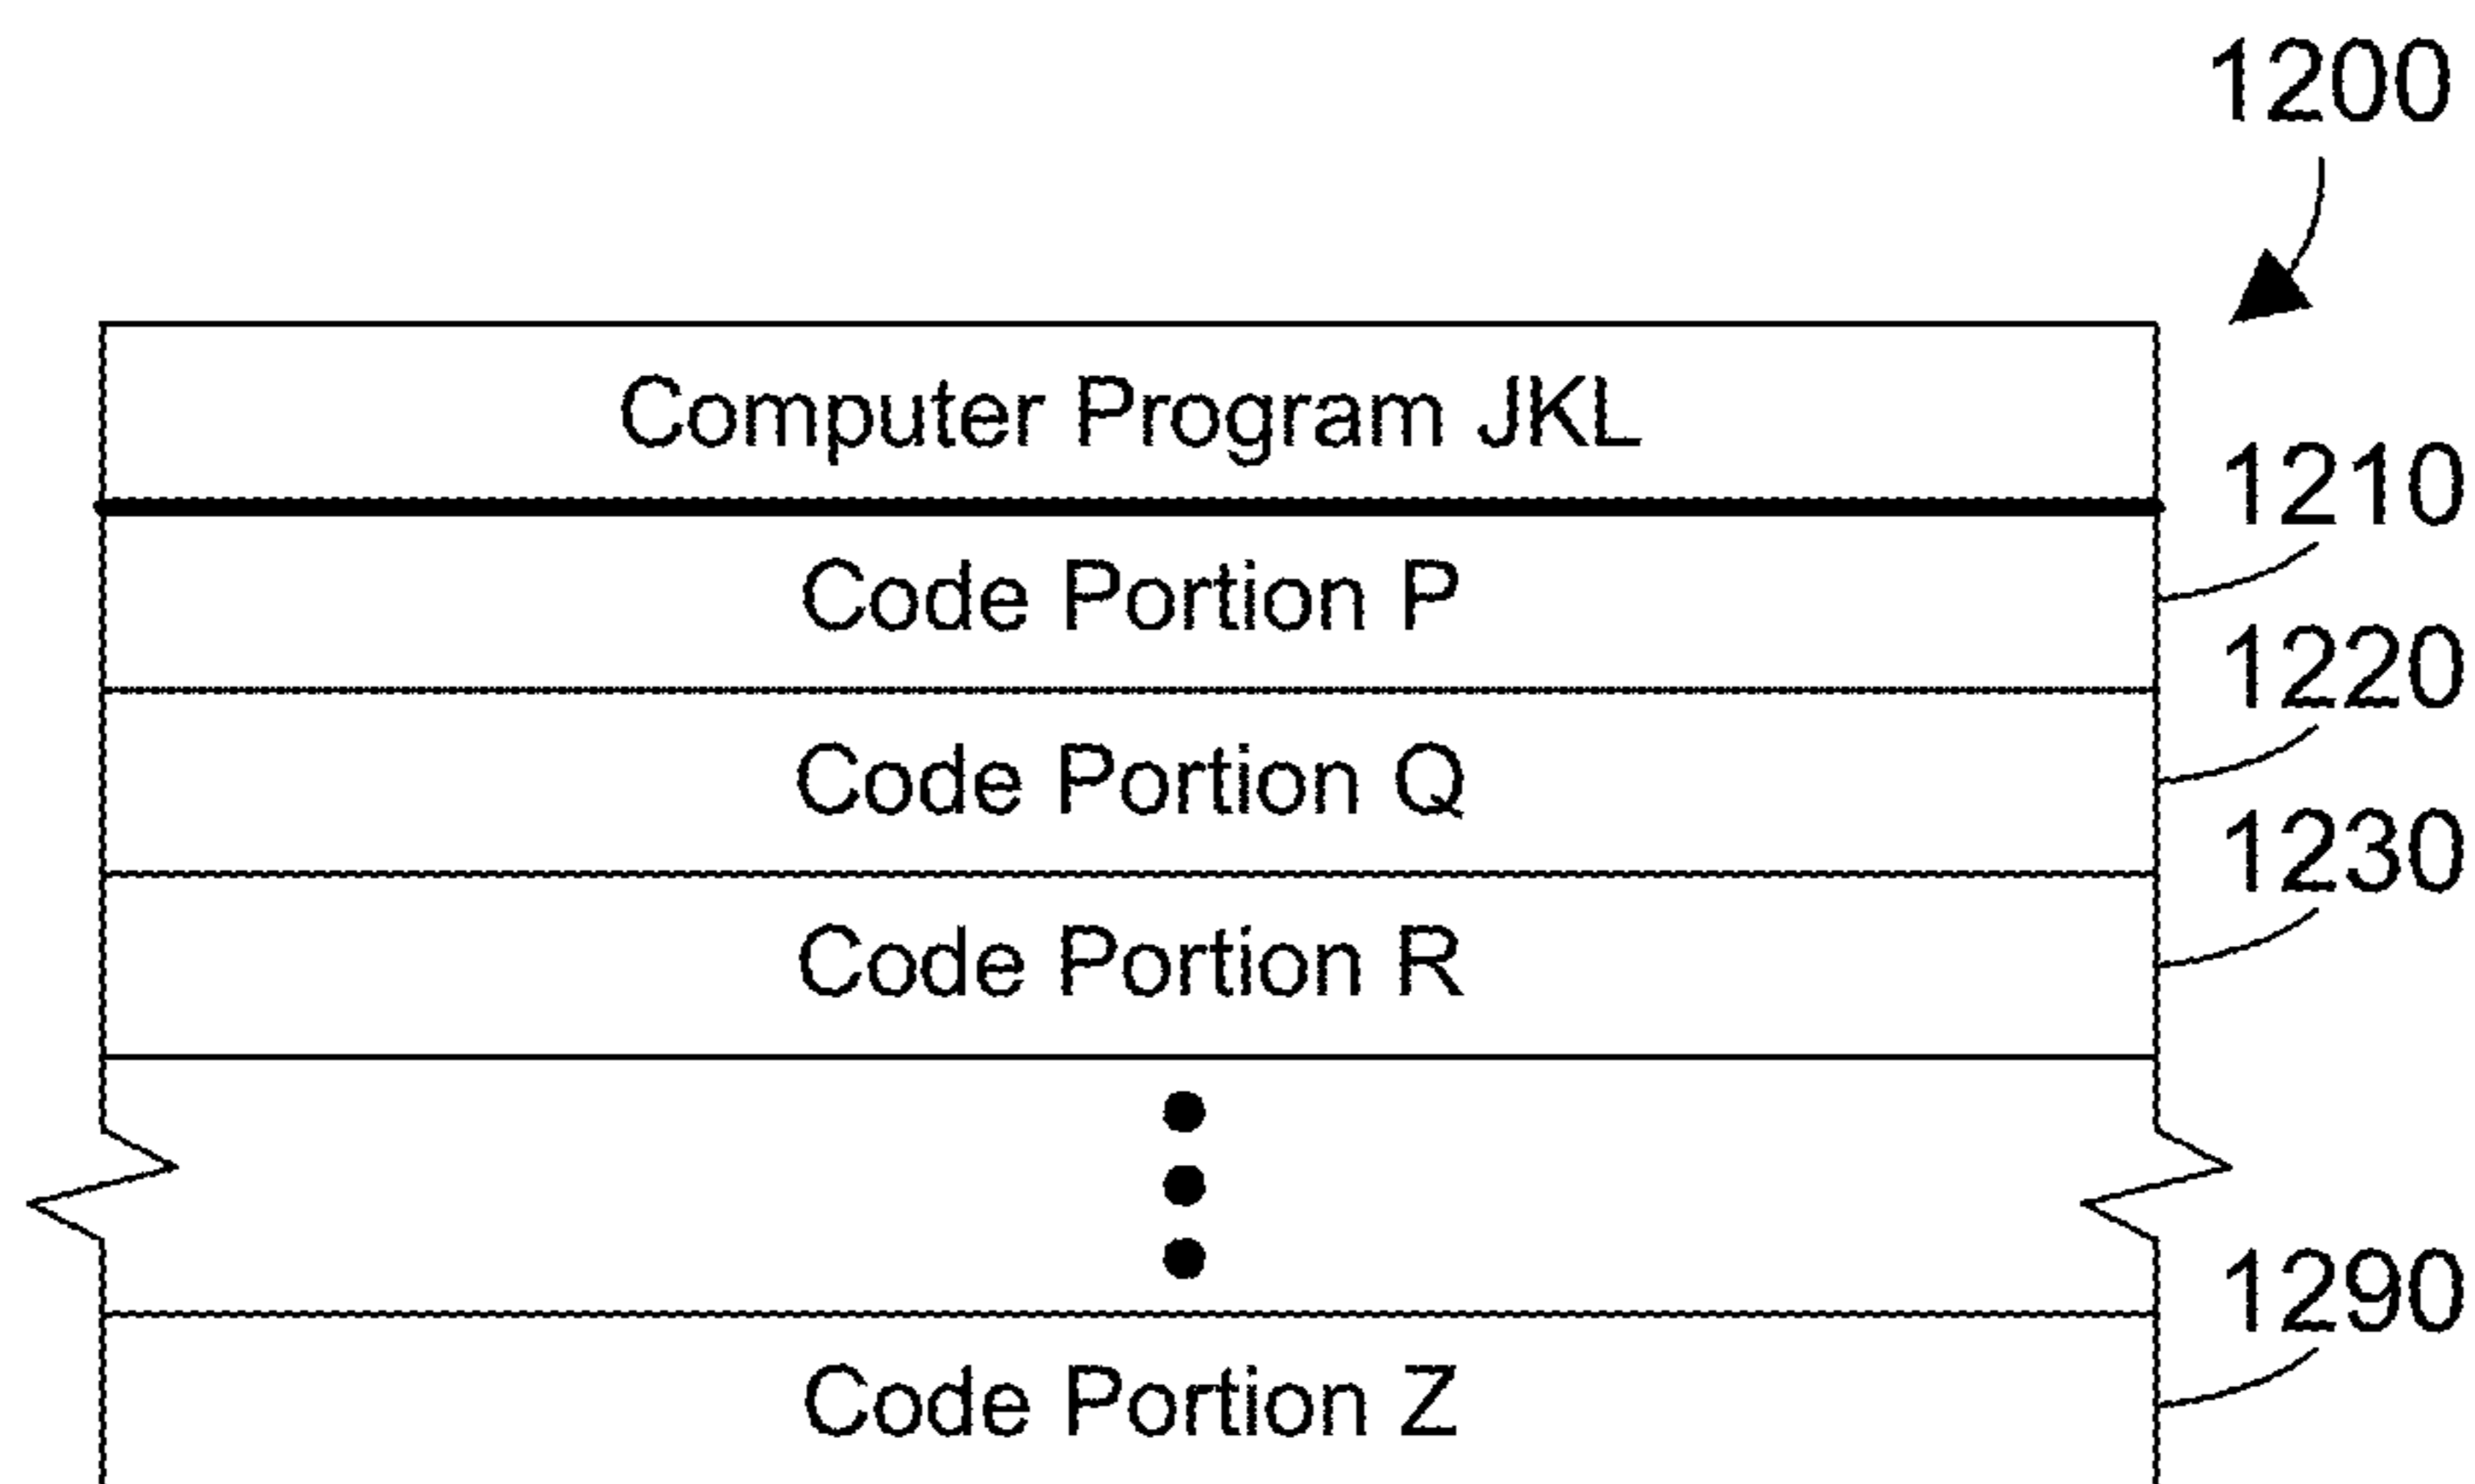 1200
Computer Program JKL
1210
Code Portion P
1220
Code Portion Q
1230
Code Portion R
1290
Code Portion Z